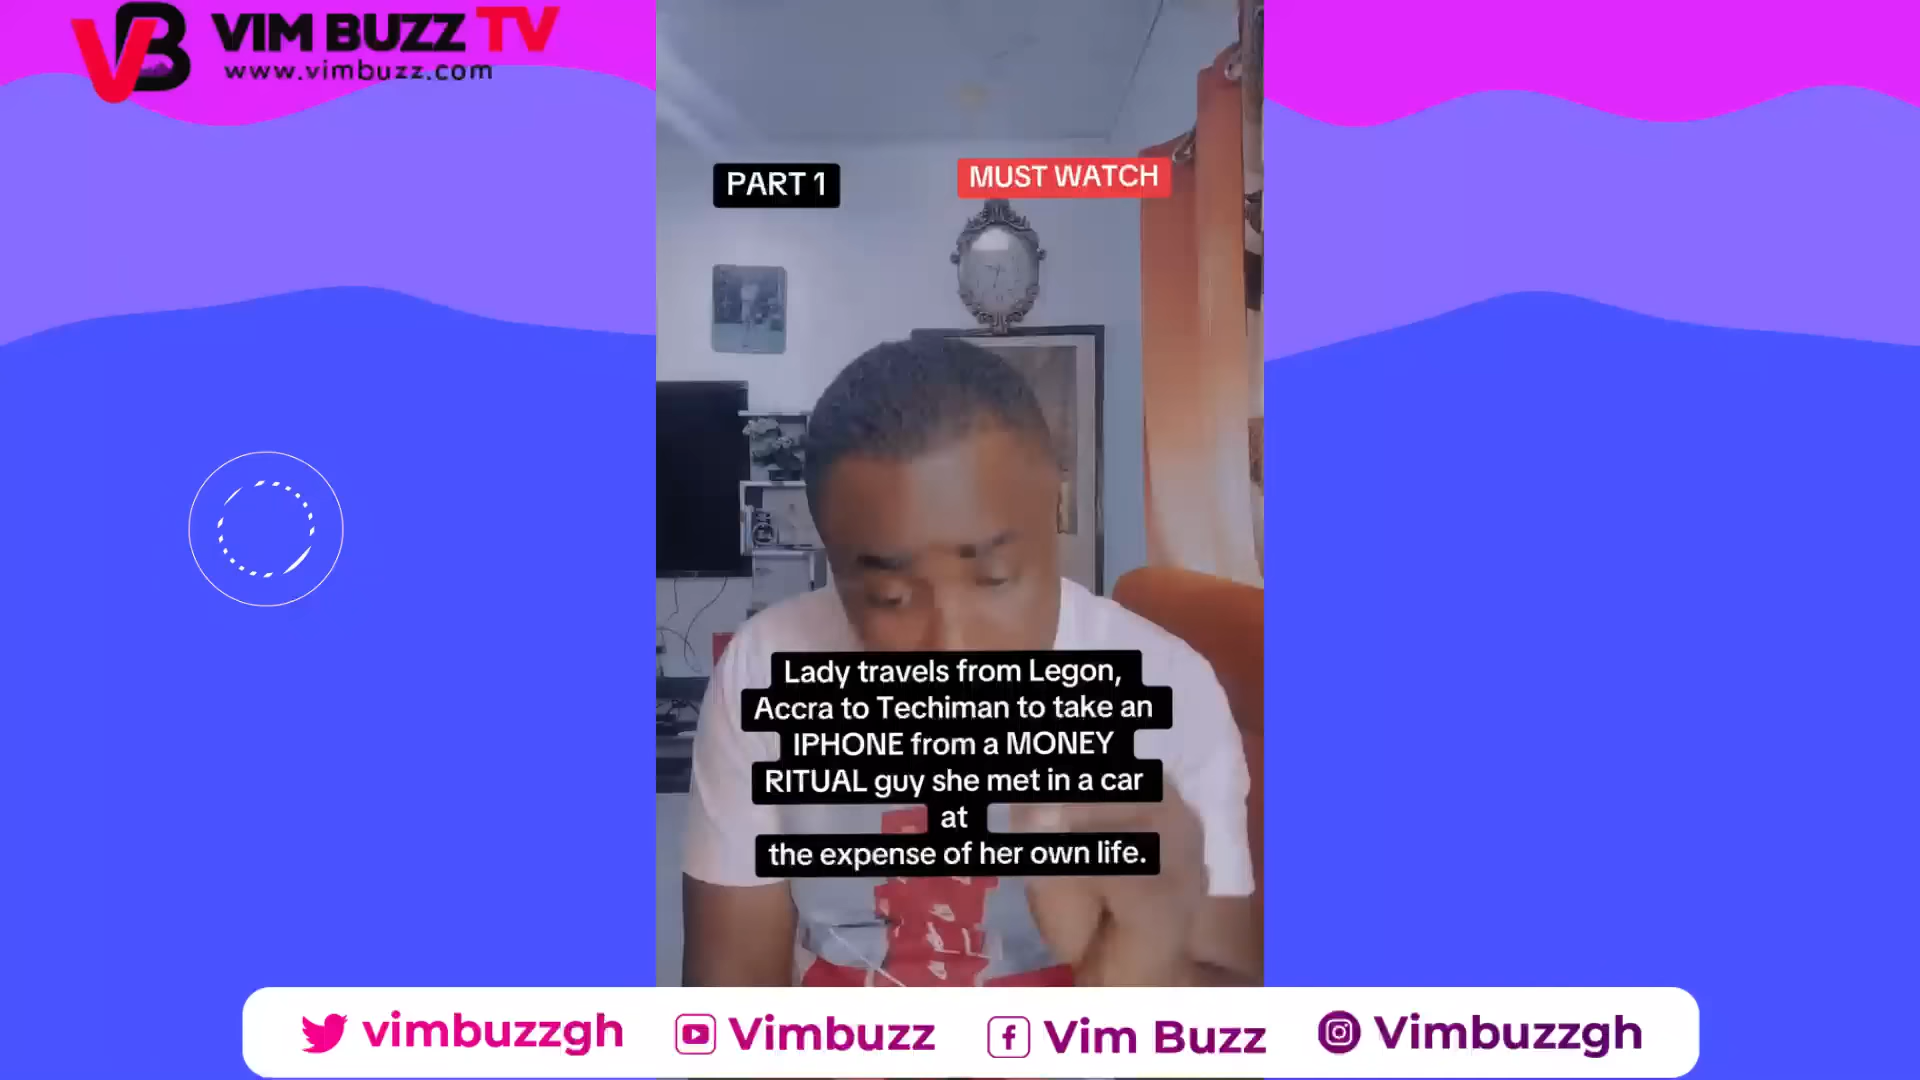 VIM BUZZ TV
www.vimbuzz.com
PART 1
MUST WATCH
Lady travels from Legon,
Accra to Techiman to take an
IPHONE from a MONEY
RITUAL guy she met in a car
at
the expense of her own life.
vimbuzzgh
Vimbuzz
Vim Buzz
Vimbuzzgh